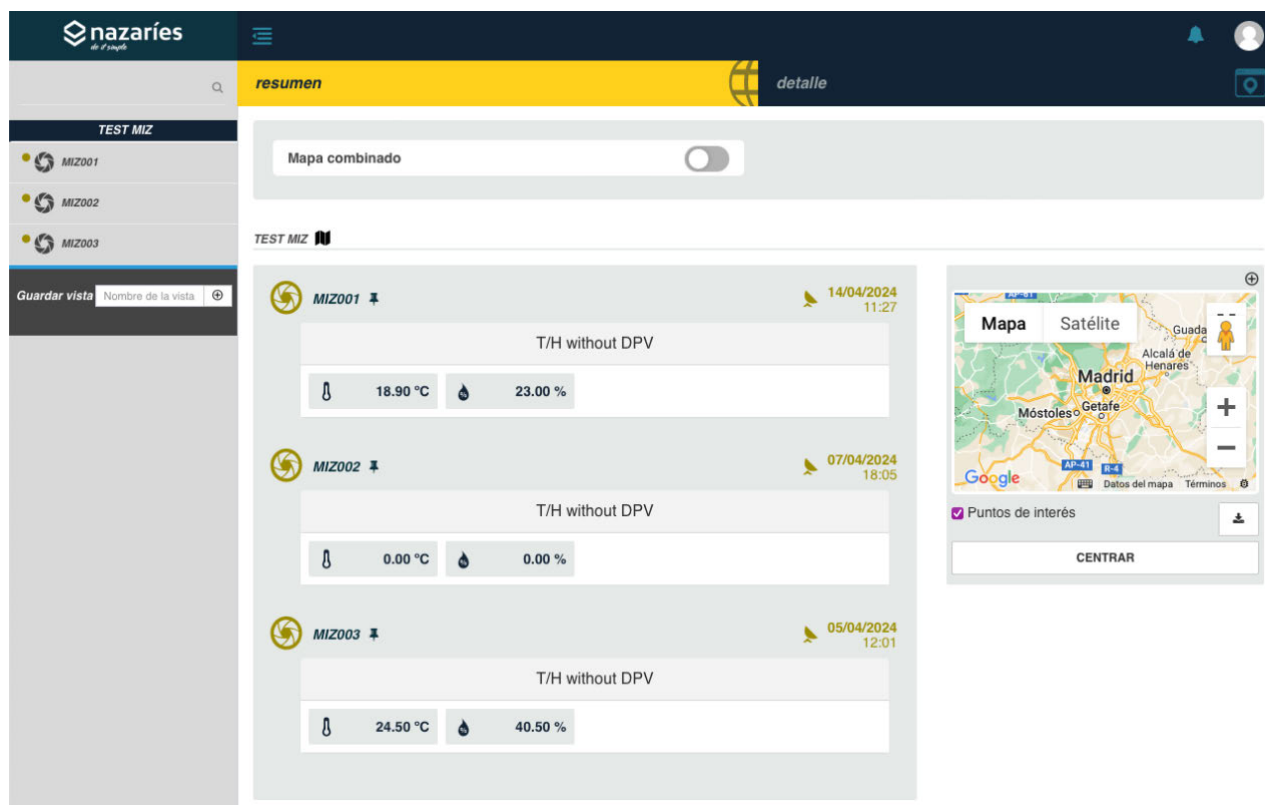 nazaríes
resumen
detalle
TEST MIZ
MIZ001
MIZ002
MIZ003
Guardar vista
Nombre de la vista
Mapa combinado
TEST MIZ
MIZ001
14/04/2024
11:27
T/H without DPV
18.90 °C
23.00 %
MIZ002
07/04/2024
18:05
T/H without DPV
0.00 °C
0.00 %
MIZ003
05/04/2024
12:01
T/H without DPV
24.50 °C
40.50 %
Mapa
Satélite
Guada
Alcalá de
Henares
Madrid
Móstoles
Getafe
AP-41
R-4
Google
Datos del mapa
Términos
Puntos de interés
CENTRAR